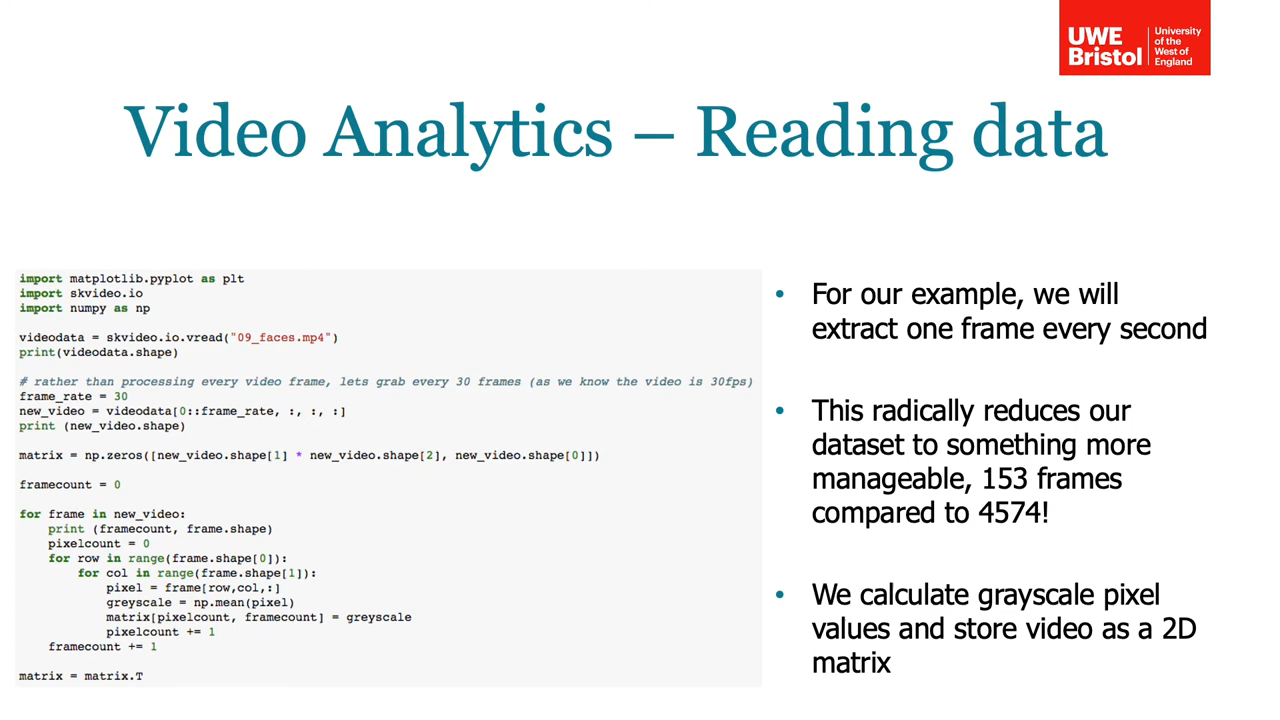 UWE
Bristol
University
of the
West of
England
Video Analytics – Reading data
import matplotlib.pyplot as plt
import skvideo.io
import numpy as np
videodata = skvideo.io.vread("09_faces.mp4")
print(videodata.shape)
# rather than processing every video frame, lets grab every 30 frames (as we know the video is 30fps)
frame_rate = 30
new_video = videodata[0::frame_rate, :, :, :]
print (new_video.shape)
matrix = np.zeros([new_video.shape[1] * new_video.shape[2], new_video.shape[0]])
framecount = 0
for frame in new_video:
    print (framecount, frame.shape)
    pixelcount = 0
    for row in range(frame.shape[0]):
        for col in range(frame.shape[1]):
            pixel = frame[row,col,:]
            greyscale = np.mean(pixel)
            matrix[pixelcount, framecount] = greyscale
            pixelcount += 1
    framecount += 1
matrix = matrix.T
• For our example, we will
extract one frame every second
• This radically reduces our
dataset to something more
manageable, 153 frames
compared to 4574!
• We calculate grayscale pixel
values and store video as a 2D
matrix